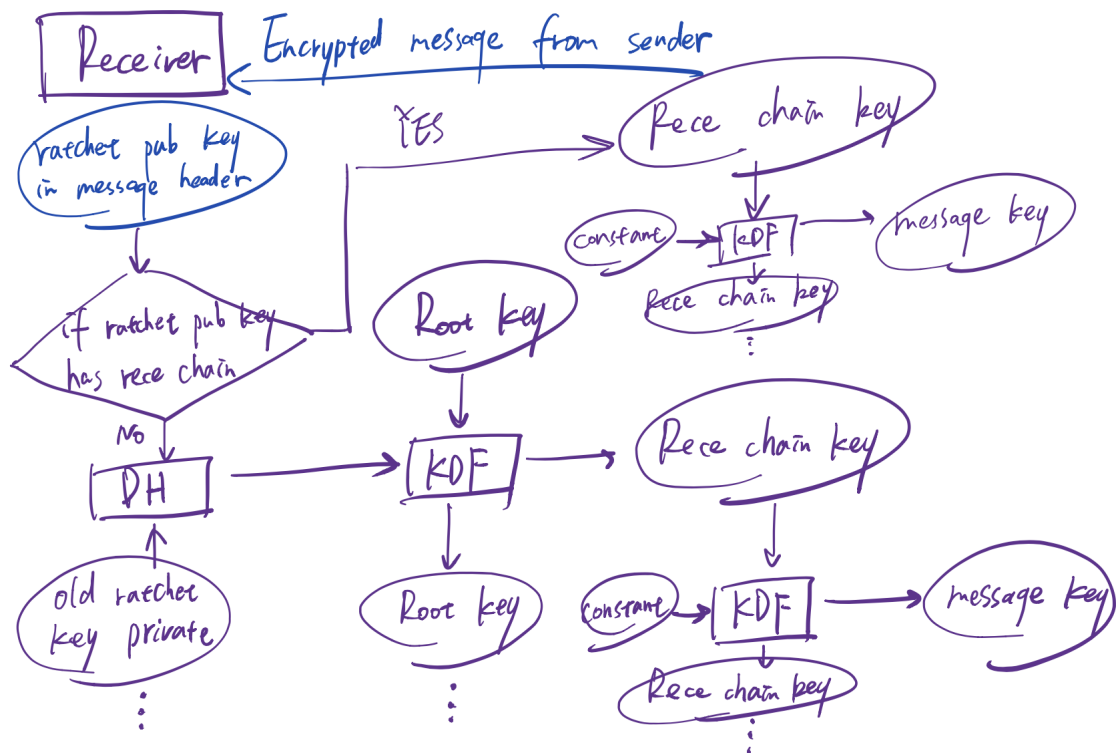 Receiver
Encrypted message from sender
ratchet pub key
in message header
YES
Rece chain key
constant
KDF
message key
Rece chain key
if ratchet pub key
has rece chain
Root key
No
DH
KDF
Rece chain key
old ratchet
key private
Root key
constant
KDF
message key
Rece chain key